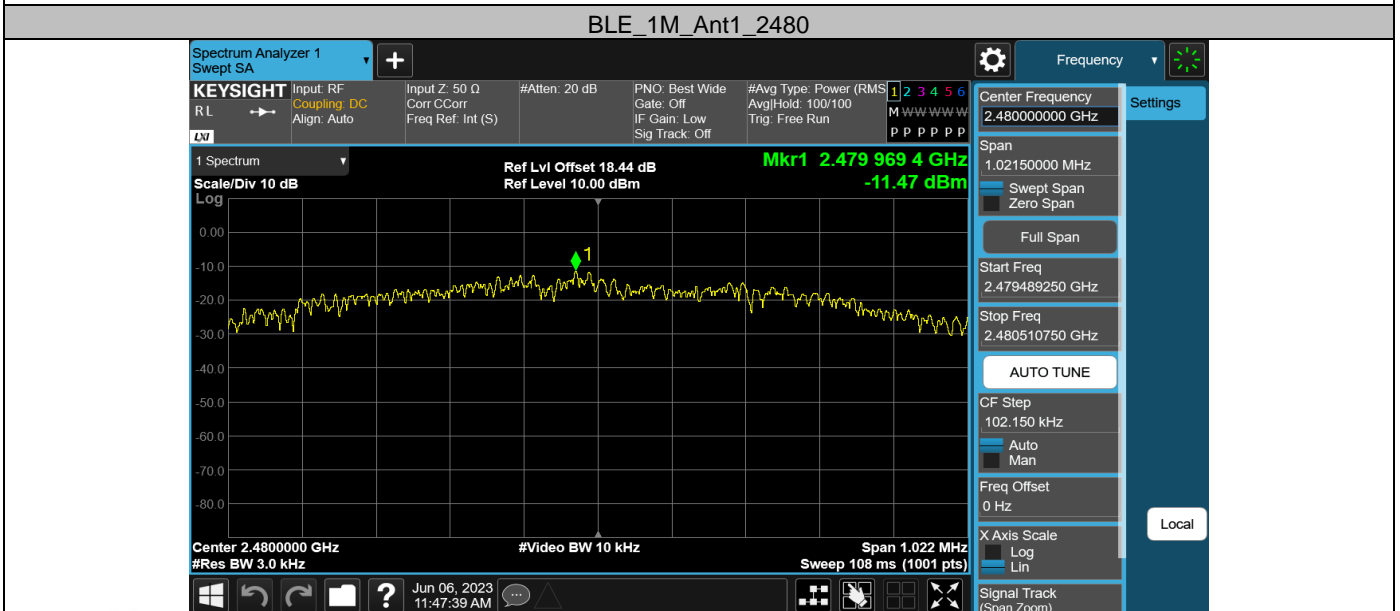 BLE_1M_Ant1_2480
Spectrum Analyzer 1
Swept SA
Frequency
KEYSIGHT
RL
LXI
Input: RF
Coupling: DC
Align: Auto
Input Z: 50 Ω
Corr CCorr
Freq Ref: Int (S)
#Atten: 20 dB
PNO: Best Wide
Gate: Off
IF Gain: Low
Sig Track: Off
#Avg Type: Power (RMS
Avg|Hold: 100/100
Trig: Free Run
1 2 3 4 5 6
M W W W W W
P P P P P P
1 Spectrum
Scale/Div 10 dB
Ref Lvl Offset 18.44 dB
Ref Level 10.00 dBm
Mkr1 2.479 969 4 GHz
-11.47 dBm
Log
0.00
-10.0
-20.0
-30.0
-40.0
-50.0
-60.0
-70.0
-80.0
1
Center 2.4800000 GHz
#Res BW 3.0 kHz
#Video BW 10 kHz
Span 1.022 MHz
Sweep 108 ms (1001 pts)
Center Frequency
2.480000000 GHz
Span
1.02150000 MHz
Swept Span
Zero Span
Full Span
Start Freq
2.479489250 GHz
Stop Freq
2.480510750 GHz
AUTO TUNE
CF Step
102.150 kHz
Auto
Man
Freq Offset
0 Hz
X Axis Scale
Log
Lin
Signal Track
(Span Zoom)
Settings
Local
?
Jun 06, 2023
11:47:39 AM